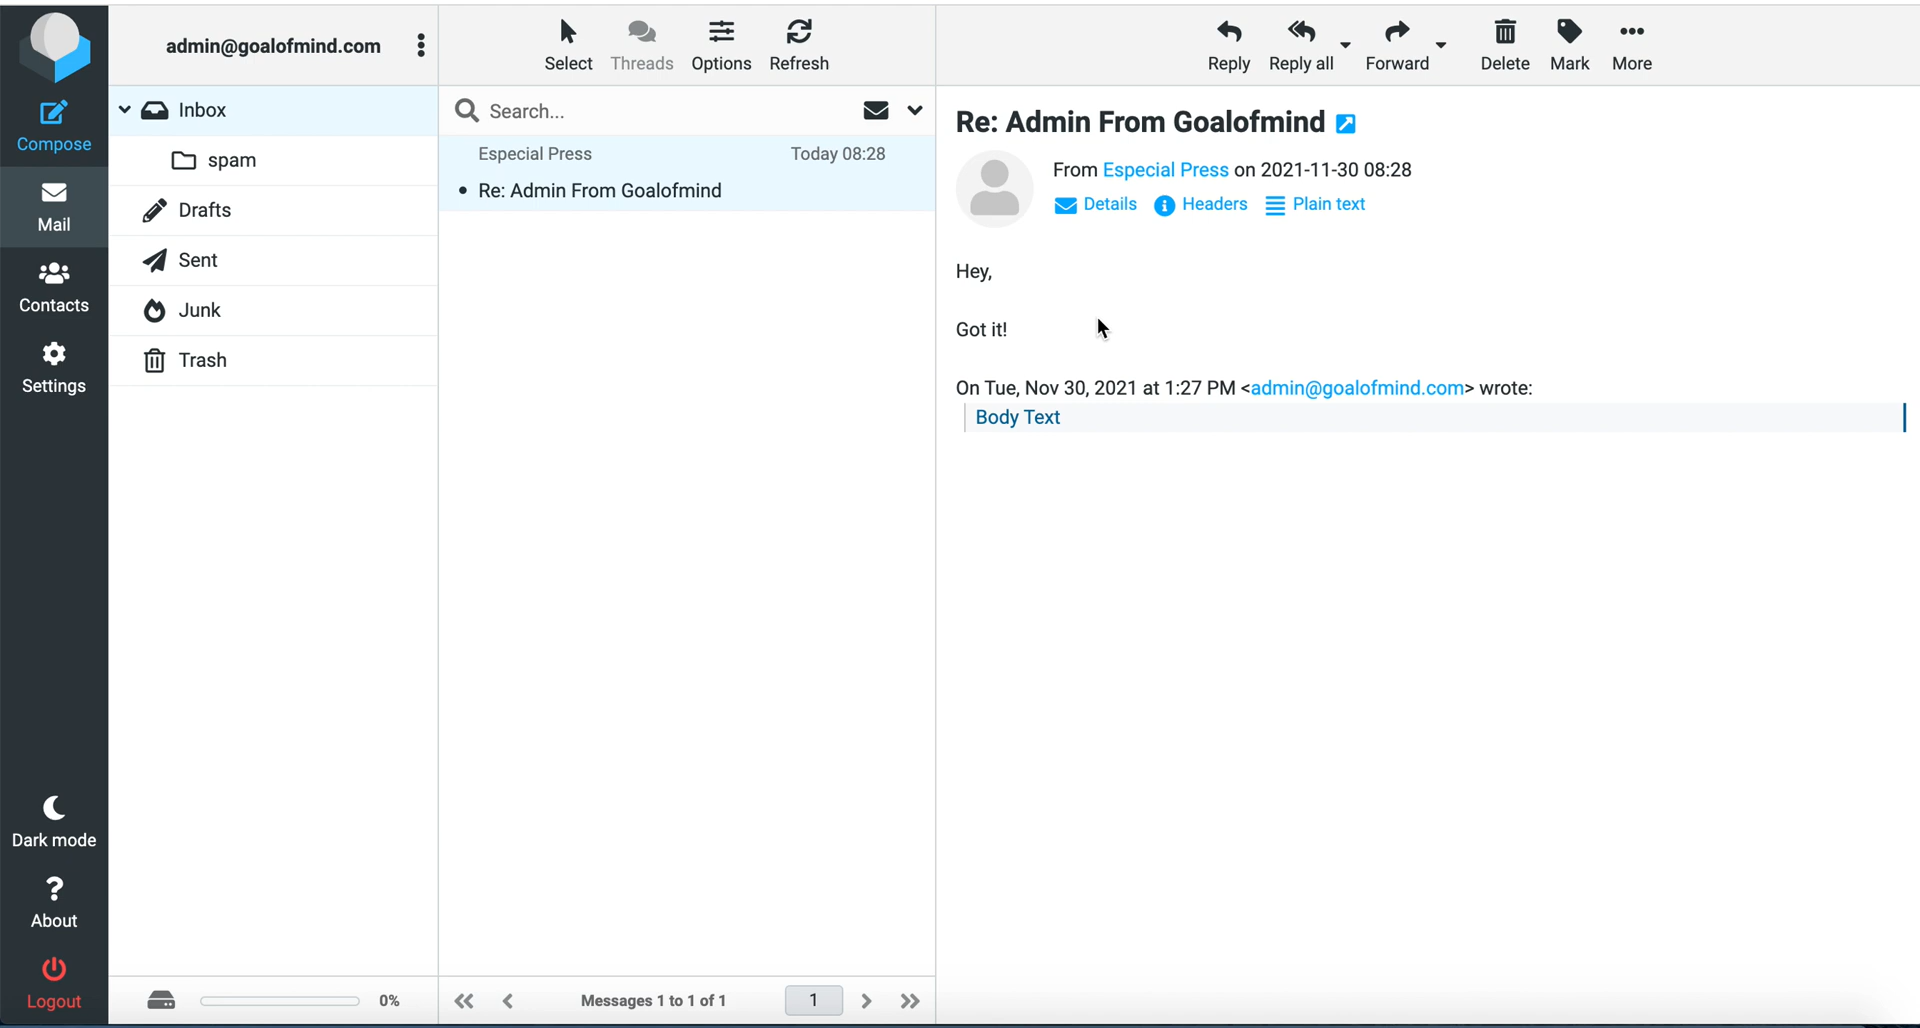 admin@goalofmind.com
Select Threads Options Refresh
Reply Reply all Forward Delete Mark More
Compose
Mail
Contacts
Settings
Dark mode
About
Logout
Inbox
spam
Drafts
Sent
Junk
Trash
0%
Search...
Especial Press Today 08:28
• Re: Admin From Goalofmind
Messages 1 to 1 of 1 1
Re: Admin From Goalofmind
From Especial Press on 2021-11-30 08:28
Details Headers Plain text
Hey,
Got it!
On Tue, Nov 30, 2021 at 1:27 PM <admin@goalofmind.com> wrote:
Body Text